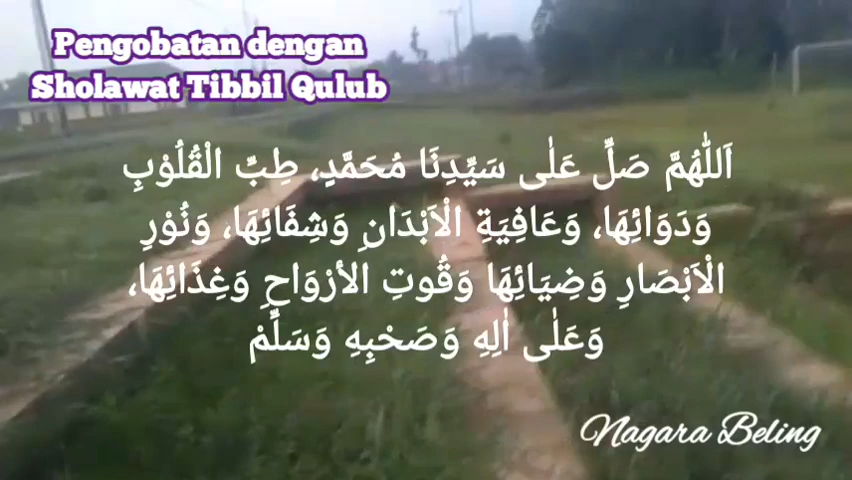 Pengobatan dengan
Sholawat Tibbil Qulub
اَللّٰهُمَّ صَلِّ عَلٰى سَيِّدِنَا مُحَمَّدٍ، طِبِّ الْقُلُوْبِ
وَدَوَائِهَا، وَعَافِيَةِ الْاَبْدَانِ وَشِفَائِهَا، وَنُوْرِ
الْاَبْصَارِ وَضِيَائِهَا وَقُوتِ الأرْوَاحِ وَغِذَائِهَا،
وَعَلٰى اٰلِهِ وَصَحْبِهِ وَسَلِّمْ
Nagara Beling